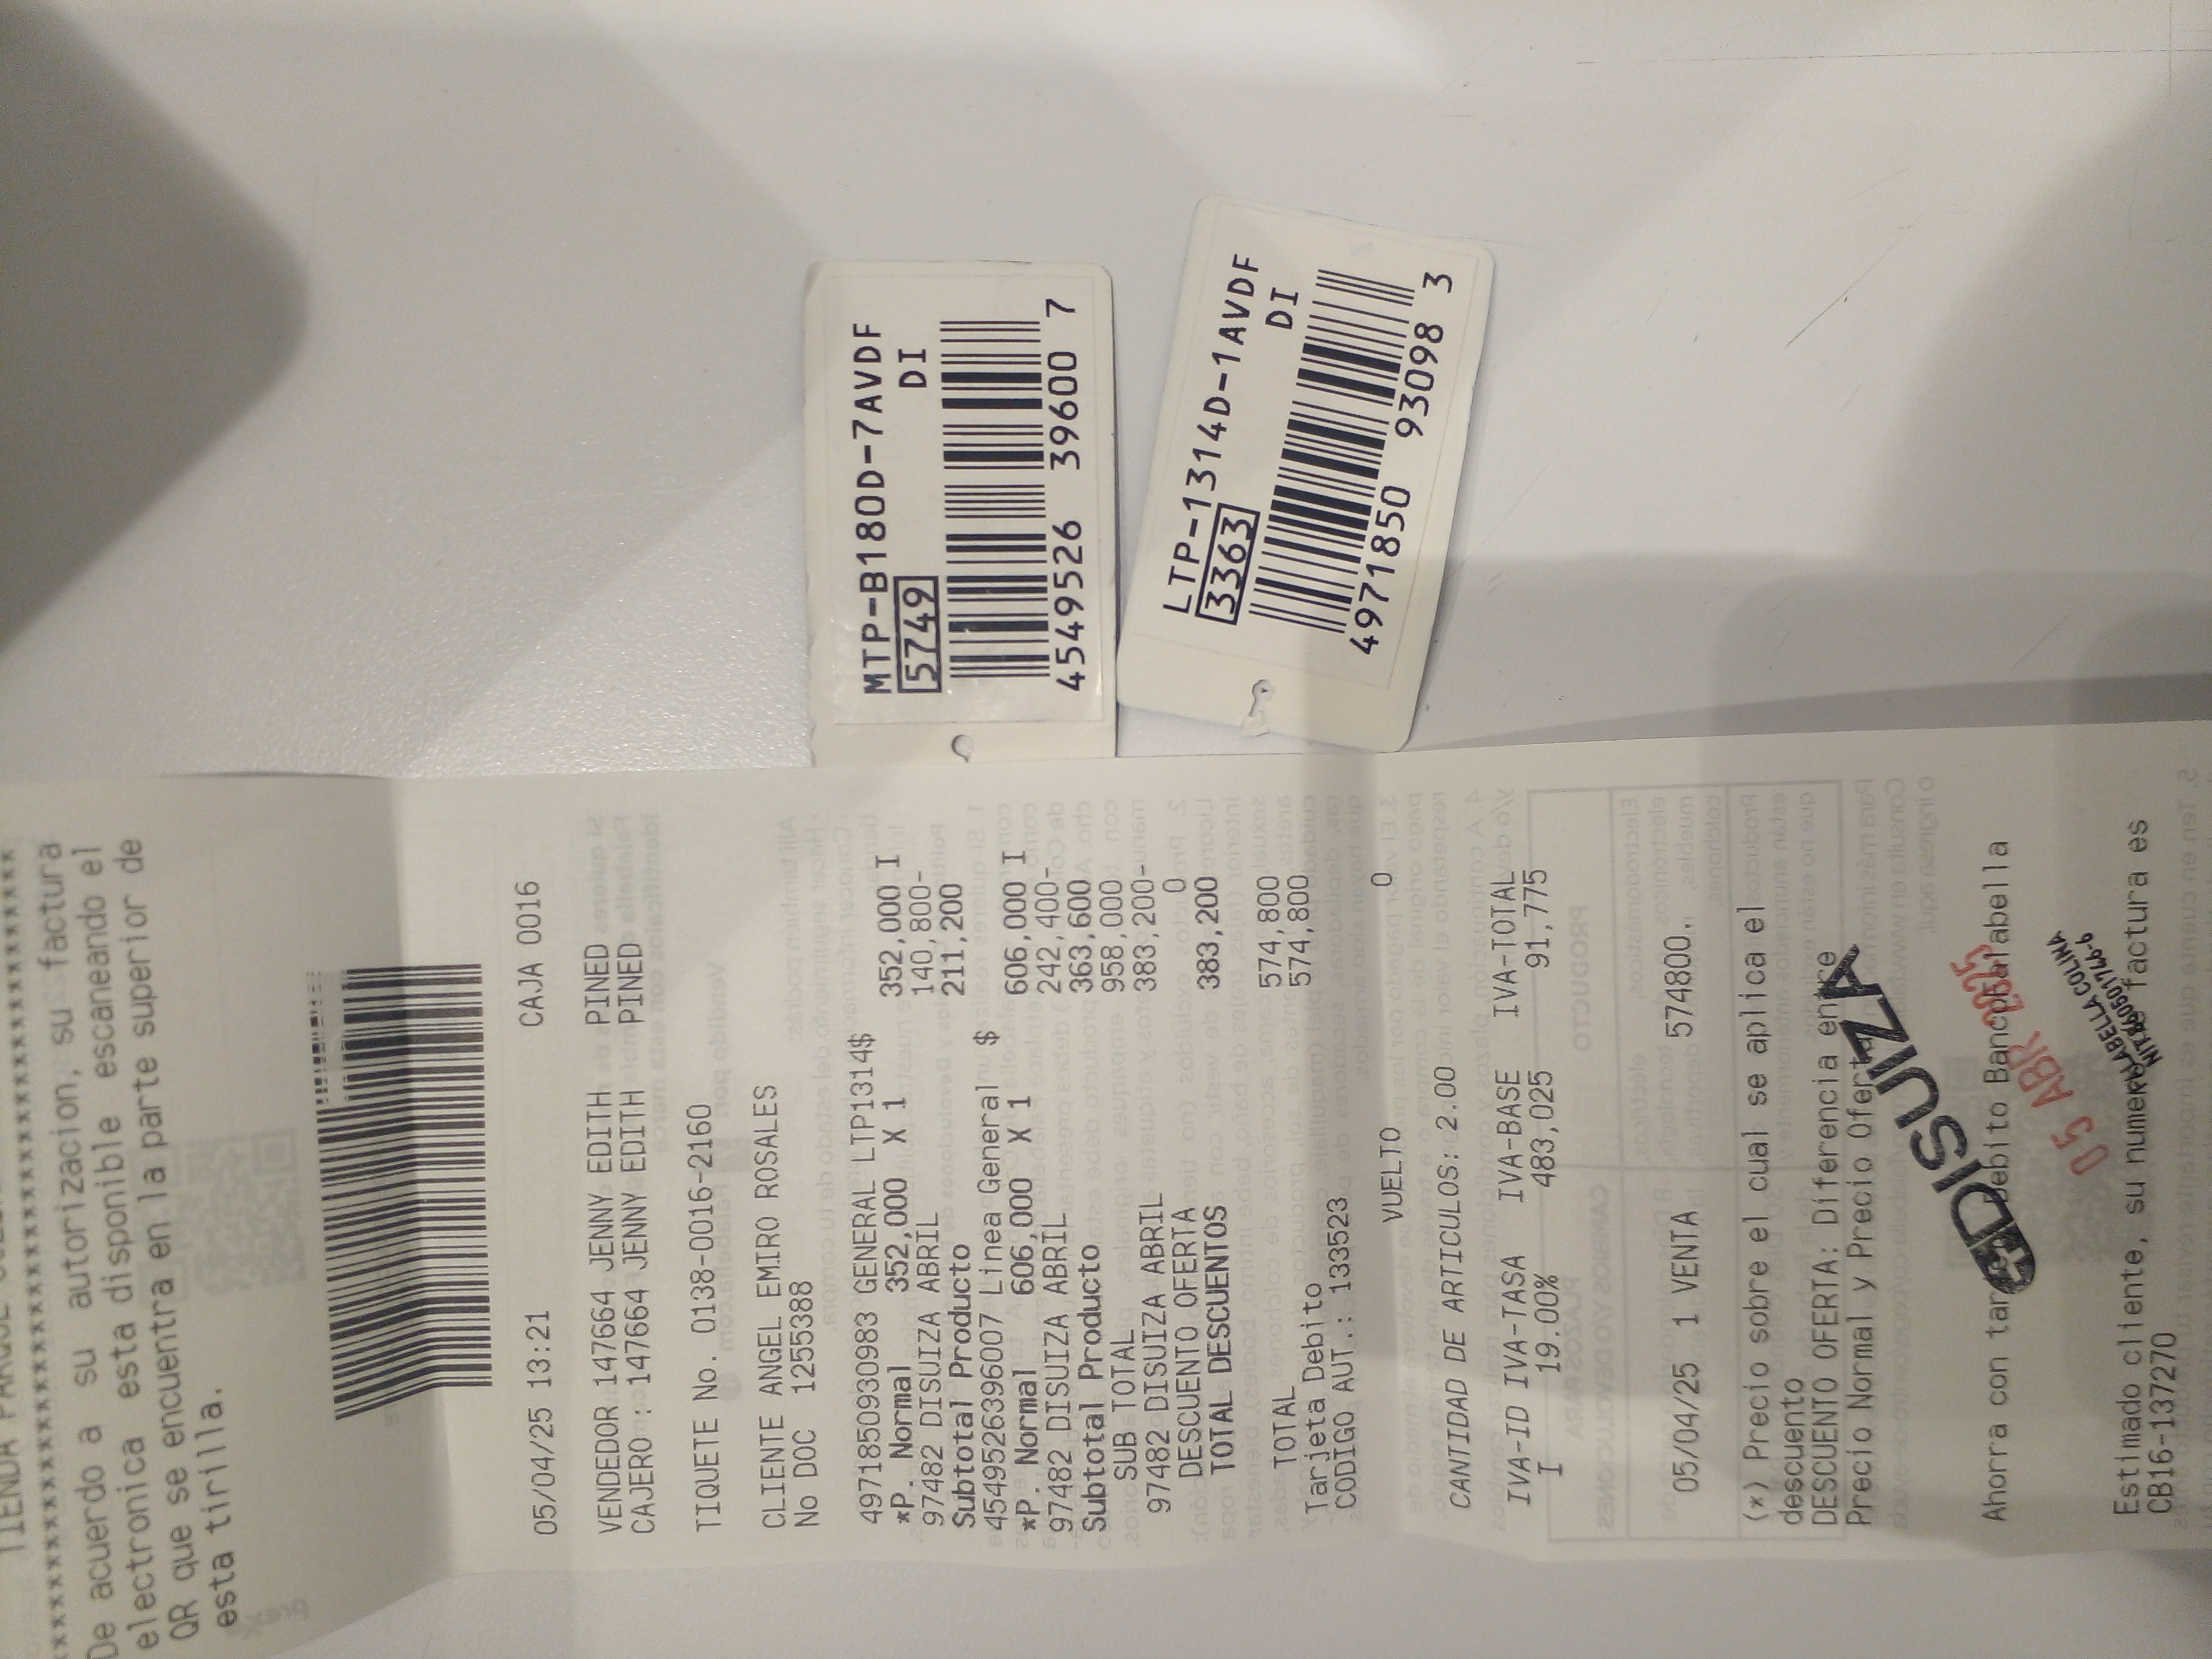 TIENDA PARQUE
De acuerdo a su autorizacion, su factura
electronica esta disponible escaneando el
QR que se encuentra en la parte superior de
esta tirilla.
05/04/25 13:21 CAJA 0016
VENDEDOR 147664 JENNY EDITH PINED
CAJERO : 147664 JENNY EDITH PINED
TIQUETE No. 0138-0016-2160
CLIENTE ANGEL EMIRO ROSALES
No DOC 1255388
4971850930983 GENERAL LTP1314$
*P. Normal 352,000 X 1 352,000 I
97482 DISUIZA ABRIL 140,800-
Subtotal Producto 211,200
4549526396007 Linea General $
*P. Normal 606,000 X 1 606,000 I
97482 DISUIZA ABRIL 242,400-
Subtotal Producto 363,600
SUB TOTAL 958,000
97482 DISUIZA ABRIL 383,200-
DESCUENTO OFERTA 0
TOTAL DESCUENTOS 383,200
TOTAL 574,800
Tarjeta Debito 574,800
CODIGO AUT.: 133523
VUELTO 0
CANTIDAD DE ARTICULOS: 2.00
IVA-ID IVA-TASA IVA-BASE IVA-TOTAL
I 19.00% 483,025 91,775
05/04/25 1 VENTA 574800.
(*) Precio sobre el cual se aplica el
descuento
DESCUENTO OFERTA: Diferencia entre
Precio Normal y Precio Oferta
DISUIZA
Ahorra con tarj Debito Banco Falabella
05 ABR 2025
FALABELLA COLINA
Estimado cliente, su numero de factura es
CB16-137270
MTP-B180D-7AVDF
5749 DI
4549526 39600 7
LTP-1314D-1AVDF
3363 DI
4971850 93098 3